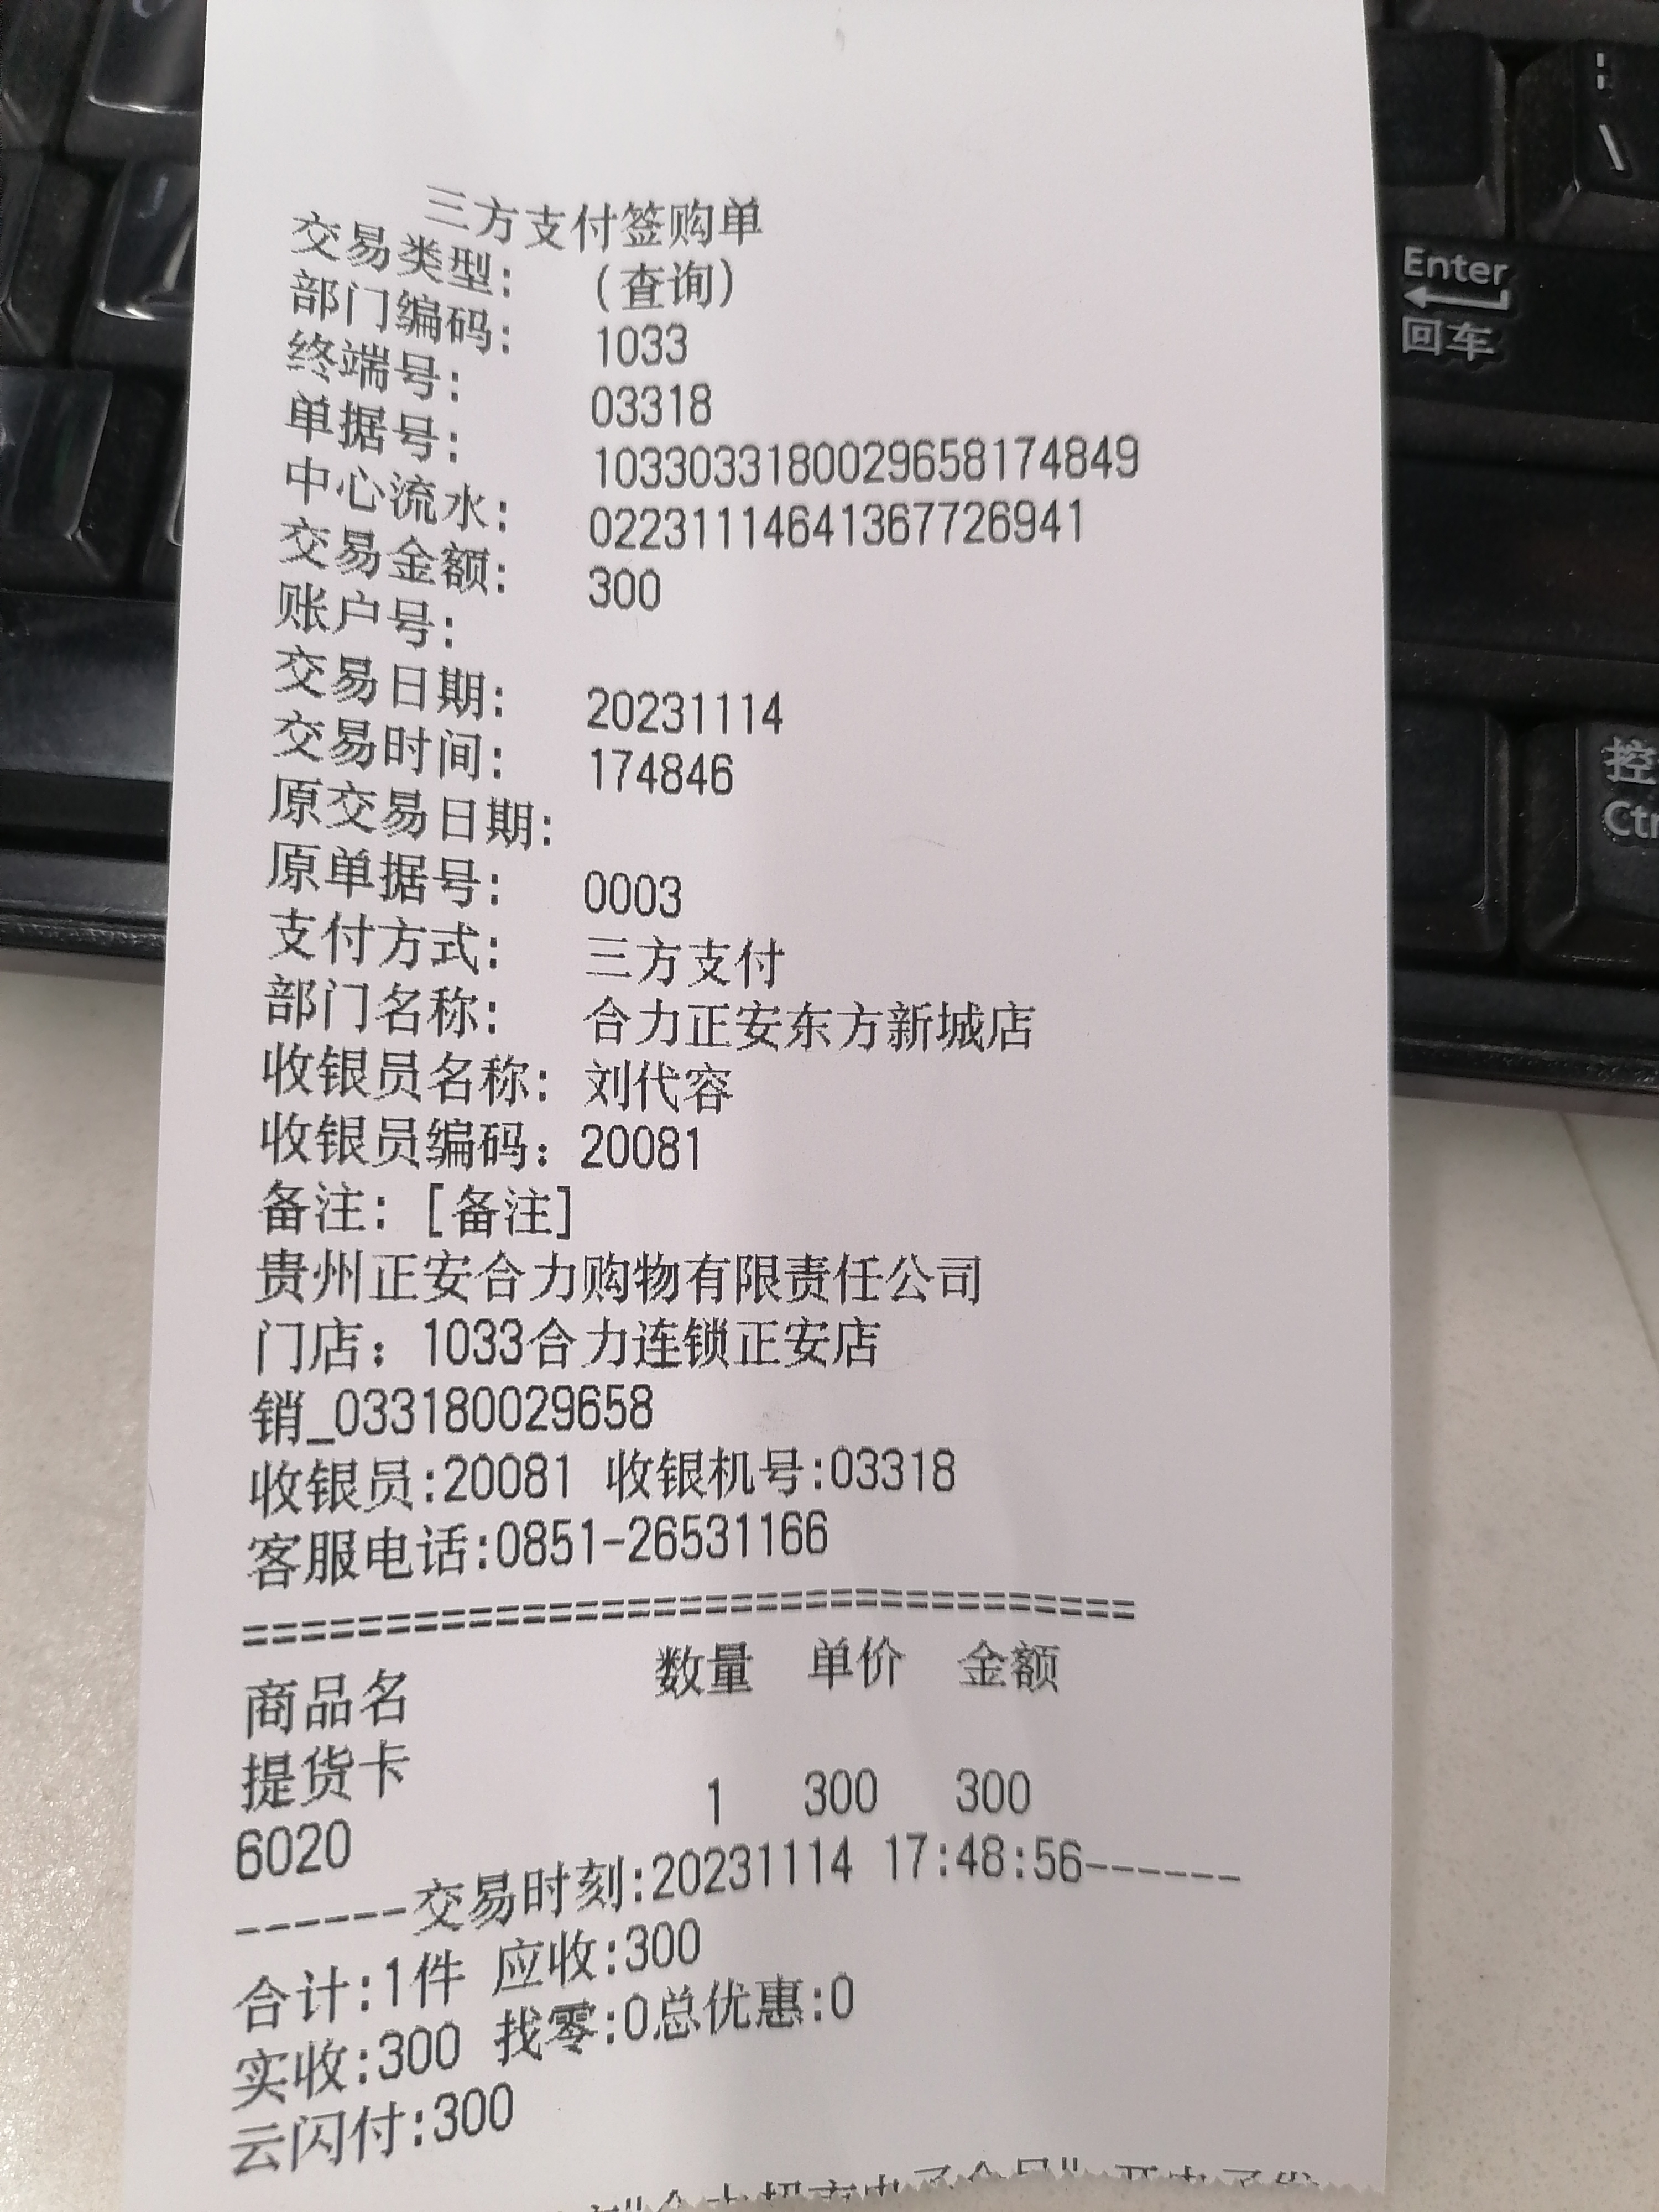 三方支付签购单
交易类型: (查询)
部门编码: 1033
终端号: 03318
单据号: 1033033180029658174849
中心流水: 02231114641367726941
交易金额: 300
账户号:
交易日期: 20231114
交易时间: 174846
原交易日期:
原单据号: 0003
支付方式: 三方支付
部门名称: 合力正安东方新城店
收银员名称: 刘代容
收银员编码: 20081
备注: [备注]
贵州正安合力购物有限责任公司
门店: 1033合力连锁正安店
销_033180029658
收银员:20081 收银机号:03318
客服电话:0851-26531166
================================
商品名 数量 单价 金额
提货卡
6020 1 300 300
------交易时刻:20231114 17:48:56------
合计:1件 应收:300
实收:300 找零:0总优惠:0
云闪付:300
Enter
回车
控
Ctr
;
\